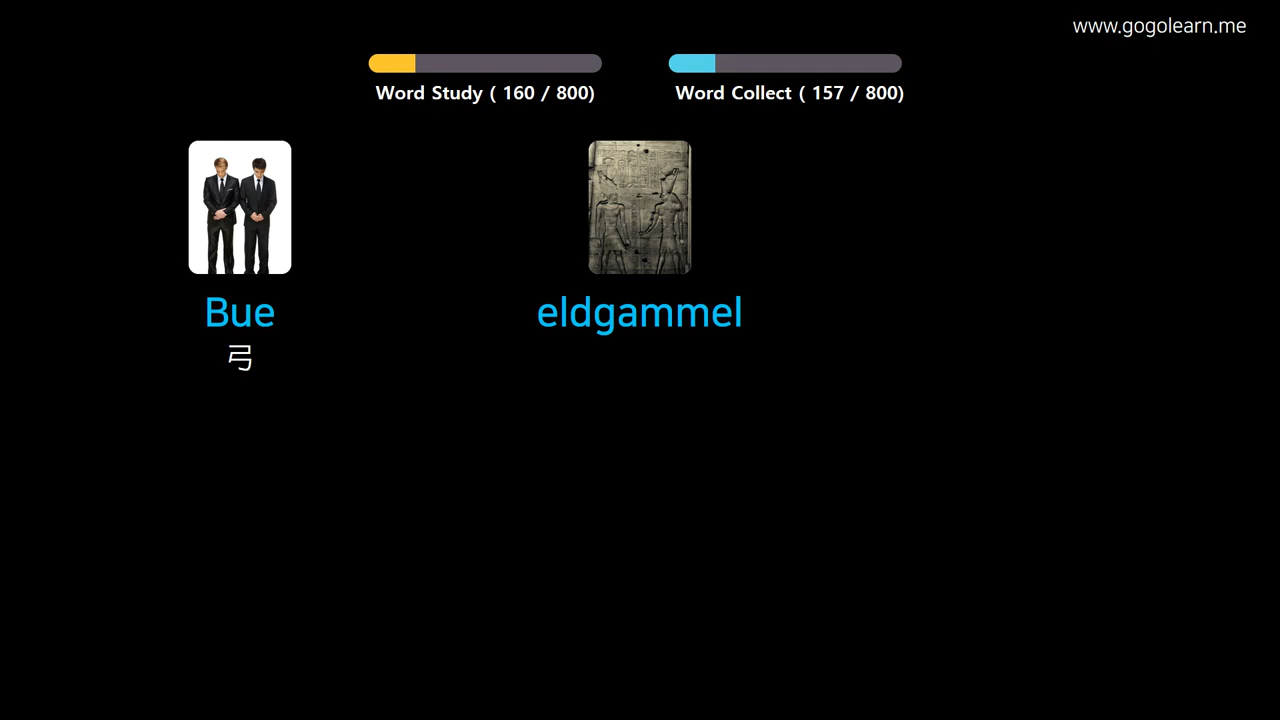 www.gogolearn.me
Word Study ( 160 / 800)
Word Collect ( 157 / 800)
Bue
eldgammel
弓